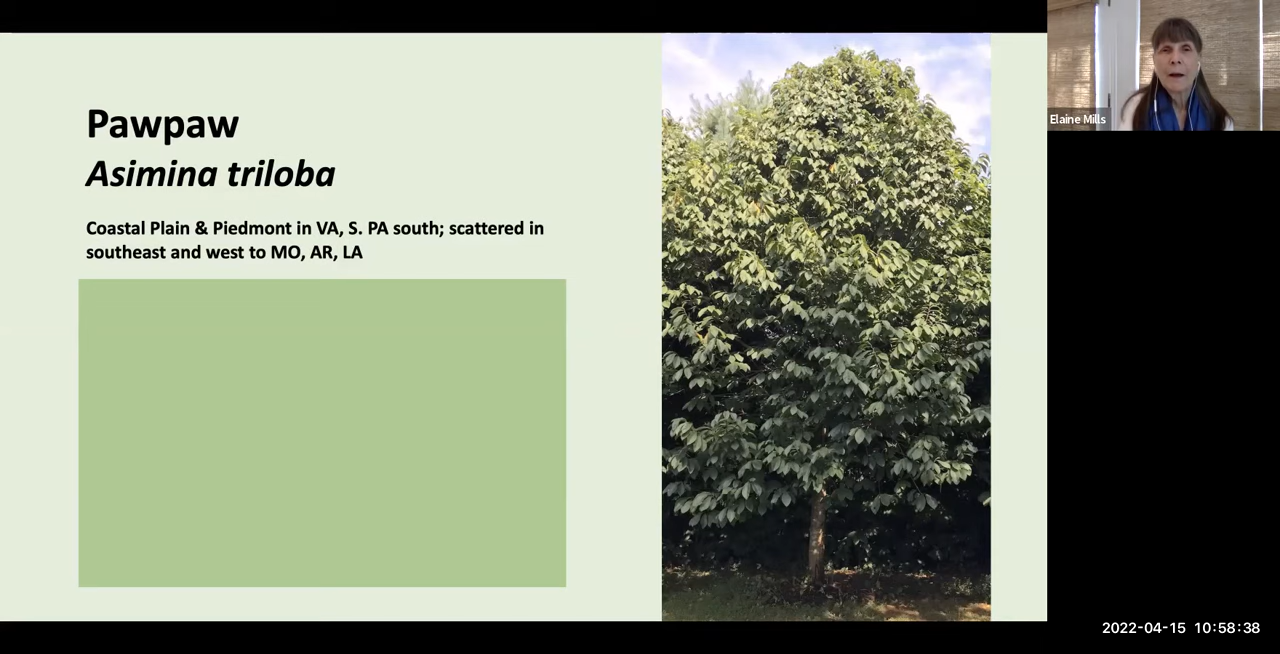 Pawpaw
Asimina triloba
Coastal Plain & Piedmont in VA, S. PA south; scattered in
southeast and west to MO, AR, LA
Elaine Mills
2022-04-15 10:58:38